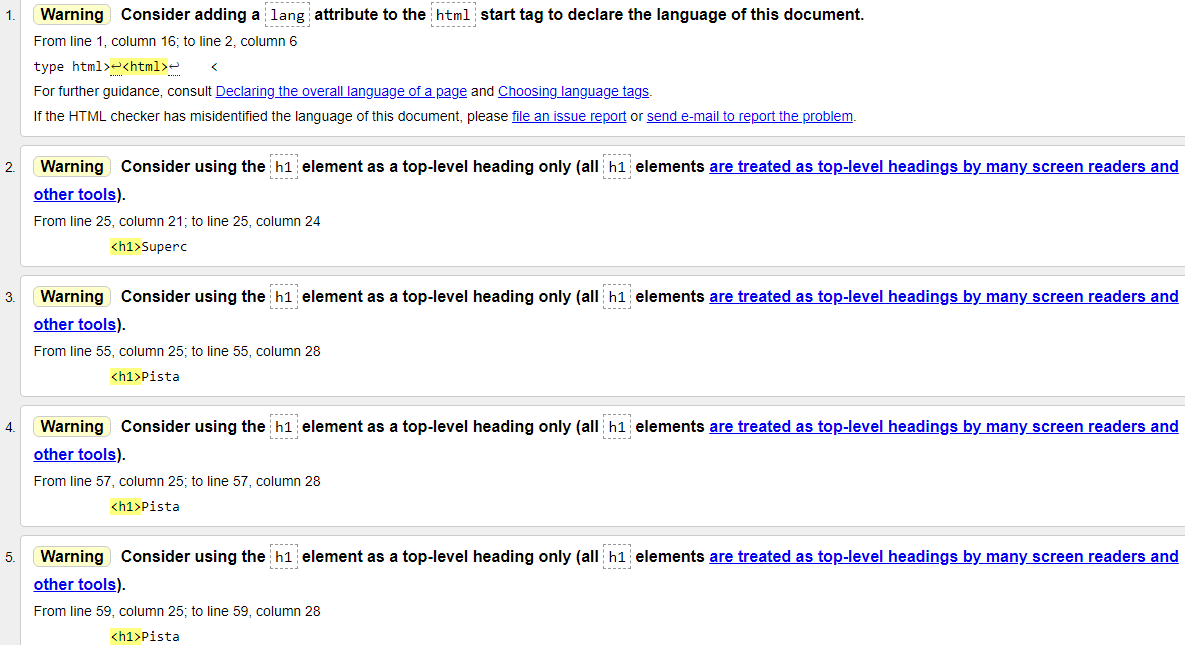 1. Warning Consider adding a lang attribute to the html start tag to declare the language of this document.
From line 1, column 16; to line 2, column 6
type html>↩<html>↩    <
For further guidance, consult Declaring the overall language of a page and Choosing language tags.
If the HTML checker has misidentified the language of this document, please file an issue report or send e-mail to report the problem.
2. Warning Consider using the h1 element as a top-level heading only (all h1 elements are treated as top-level headings by many screen readers and
other tools).
From line 25, column 21; to line 25, column 24
<h1>Superc
3. Warning Consider using the h1 element as a top-level heading only (all h1 elements are treated as top-level headings by many screen readers and
other tools).
From line 55, column 25; to line 55, column 28
<h1>Pista
4. Warning Consider using the h1 element as a top-level heading only (all h1 elements are treated as top-level headings by many screen readers and
other tools).
From line 57, column 25; to line 57, column 28
<h1>Pista
5. Warning Consider using the h1 element as a top-level heading only (all h1 elements are treated as top-level headings by many screen readers and
other tools).
From line 59, column 25; to line 59, column 28
<h1>Pista